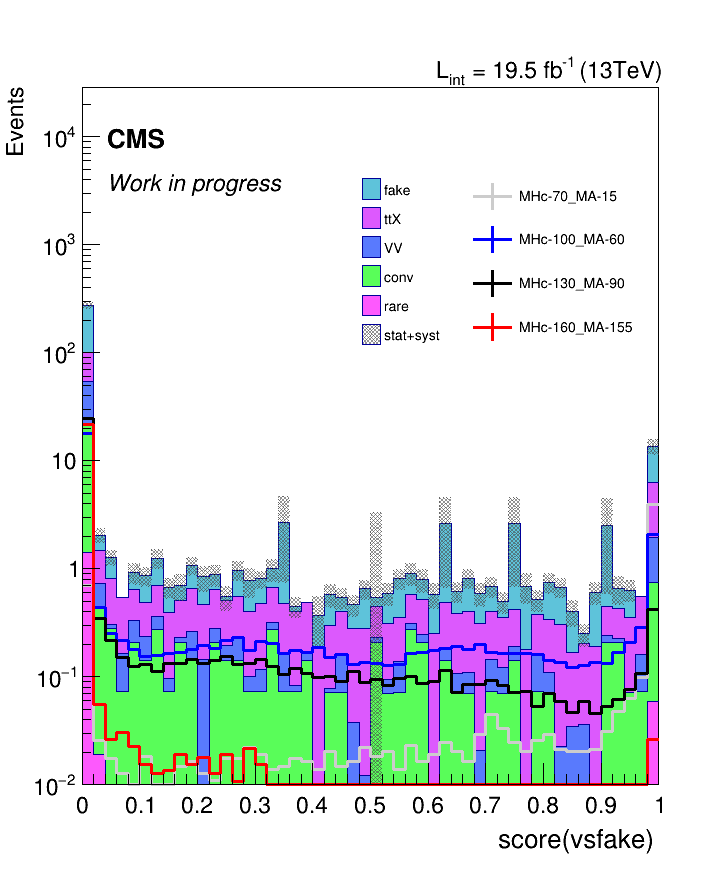 L_int = 19.5 fb^-1 (13TeV)
Events
CMS
Work in progress
fake
ttX
VV
conv
rare
stat+syst
MHc-70_MA-15
MHc-100_MA-60
MHc-130_MA-90
MHc-160_MA-155
10^4
10^3
10^2
10
1
10^−1
10^−2
0 0.1 0.2 0.3 0.4 0.5 0.6 0.7 0.8 0.9 1
score(vsfake)